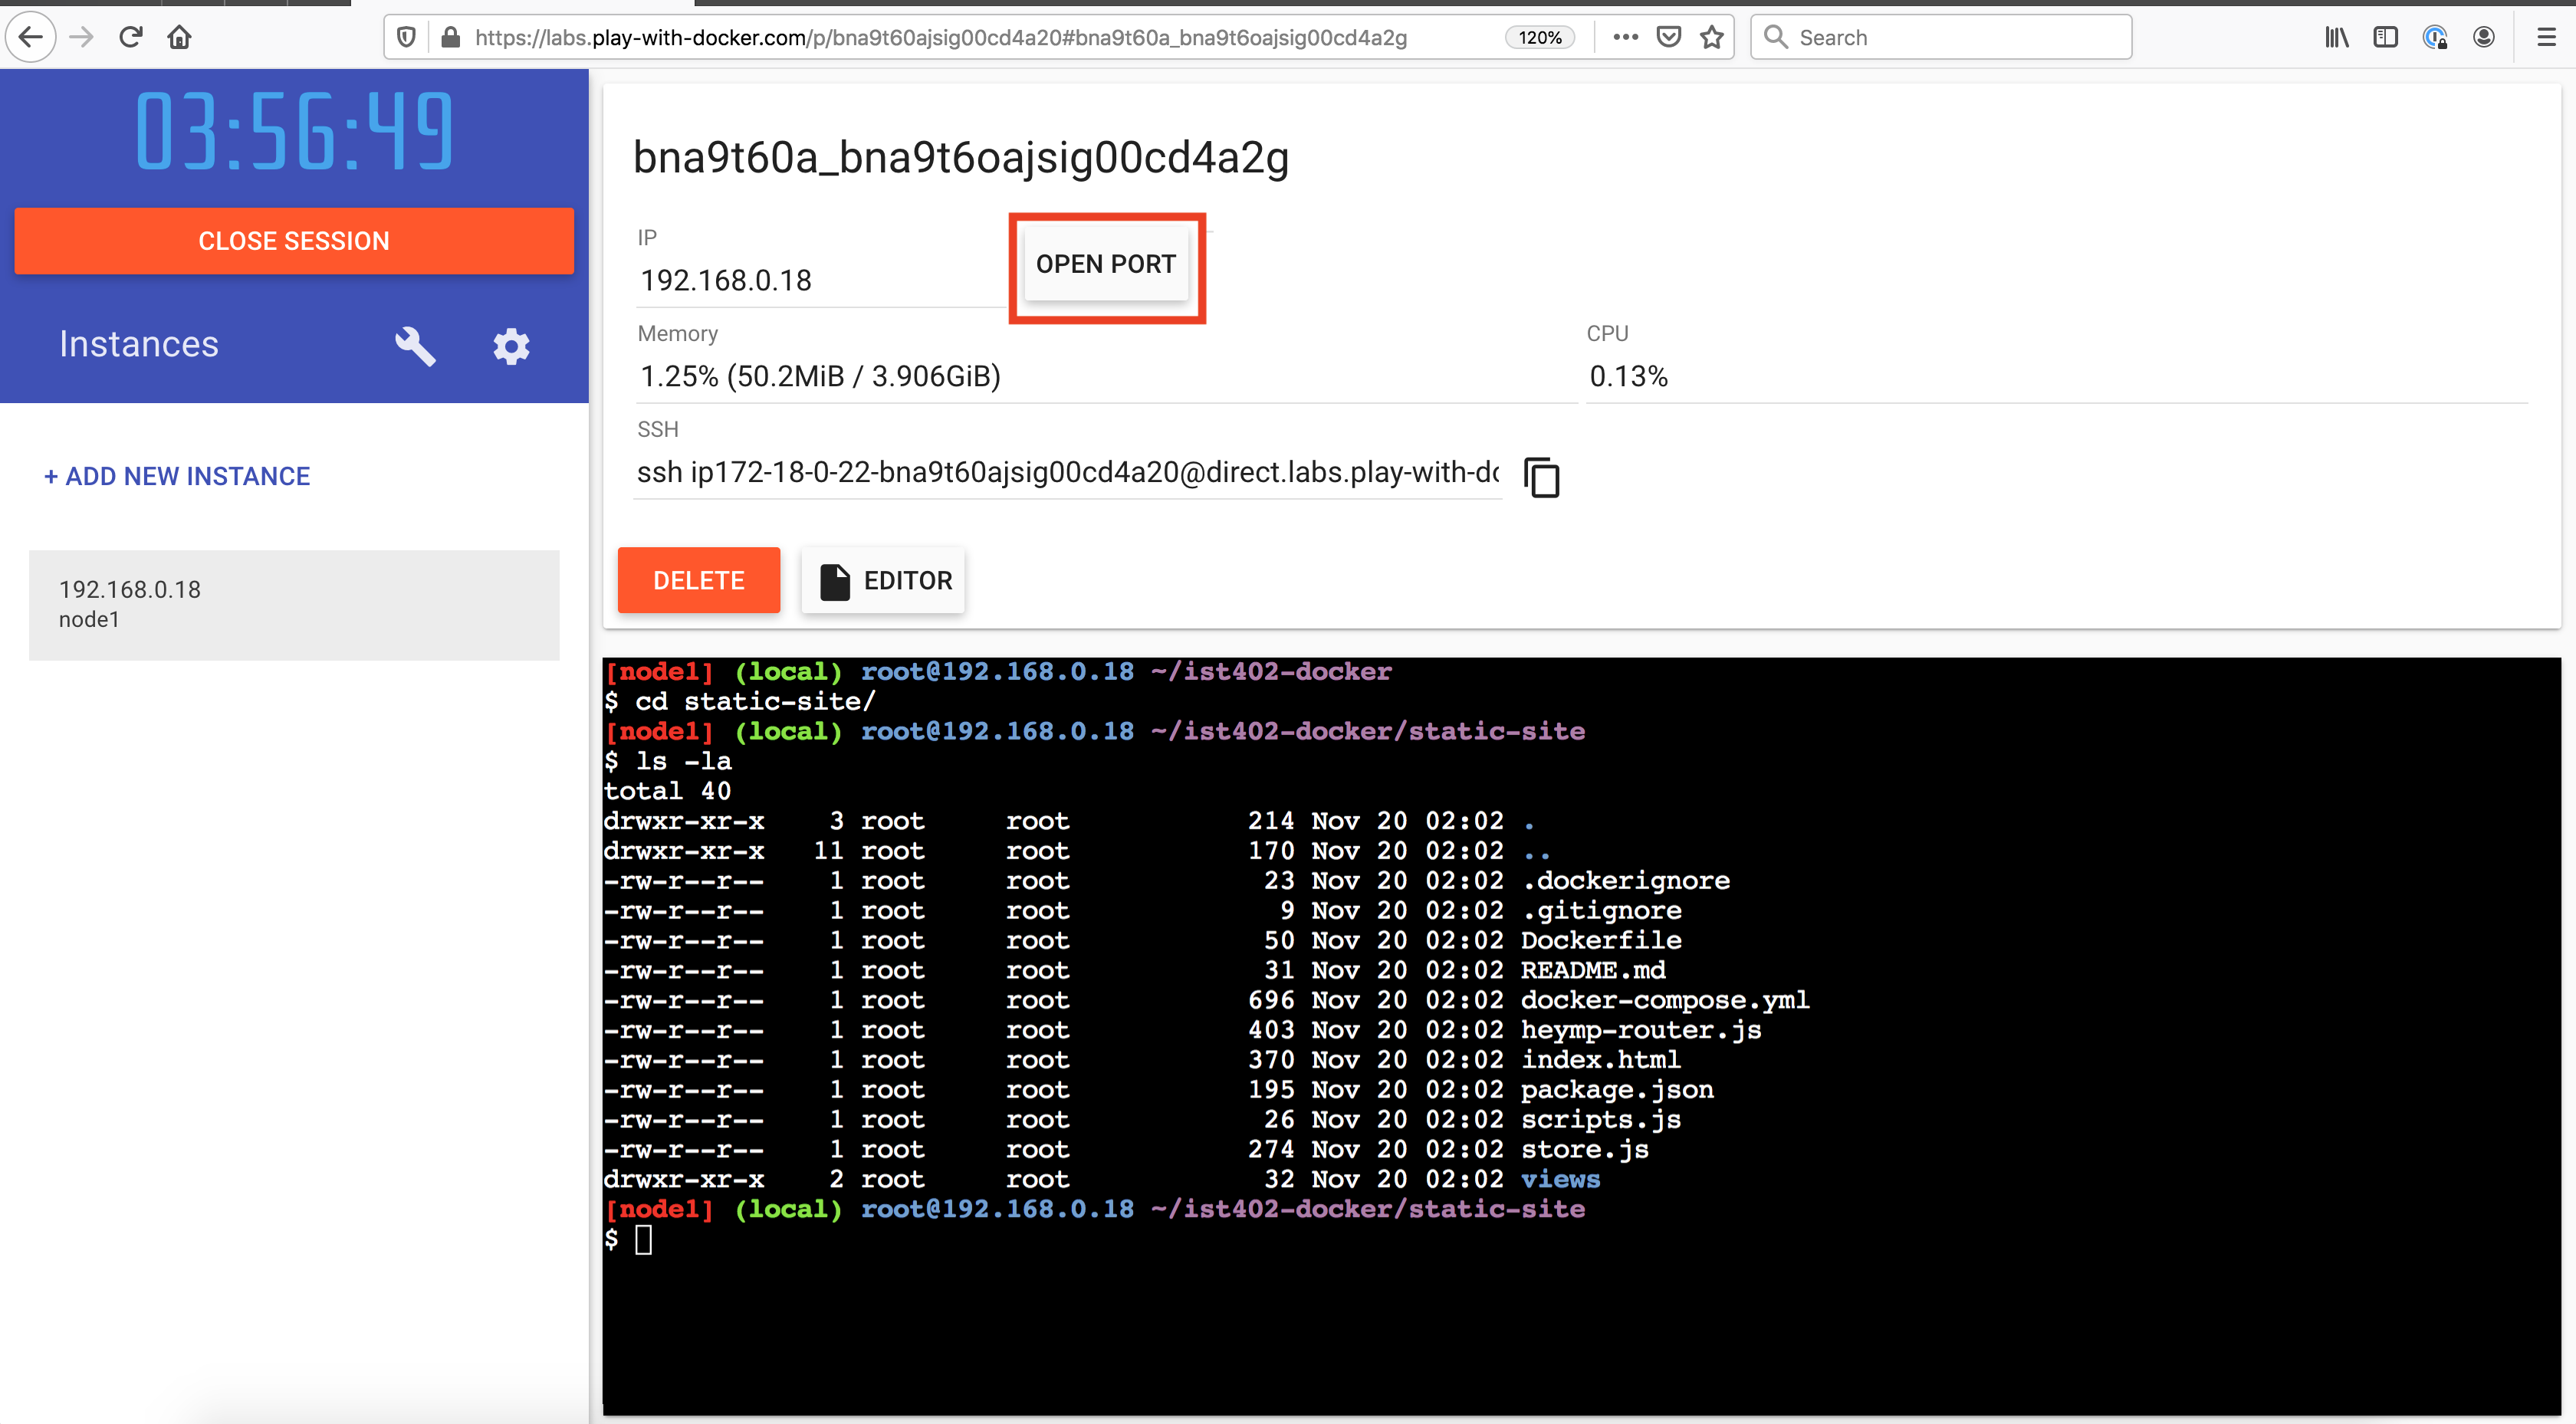 https://labs.play-with-docker.com/p/bna9t60ajsig00cd4a20#bna9t60a_bna9t6oajsig00cd4a2g
120%
Search
03:56:49
CLOSE SESSION
Instances
+ ADD NEW INSTANCE
192.168.0.18
node1
bna9t60a_bna9t6oajsig00cd4a2g
IP
192.168.0.18
OPEN PORT
Memory
1.25% (50.2MiB / 3.906GiB)
CPU
0.13%
SSH
ssh ip172-18-0-22-bna9t60ajsig00cd4a20@direct.labs.play-with-do
DELETE
EDITOR
[node1] (local) root@192.168.0.18 ~/ist402-docker
$ cd static-site/
[node1] (local) root@192.168.0.18 ~/ist402-docker/static-site
$ ls -la
total 40
drwxr-xr-x 3 root root 214 Nov 20 02:02 .
drwxr-xr-x 11 root root 170 Nov 20 02:02 ..
-rw-r--r-- 1 root root 23 Nov 20 02:02 .dockerignore
-rw-r--r-- 1 root root 9 Nov 20 02:02 .gitignore
-rw-r--r-- 1 root root 50 Nov 20 02:02 Dockerfile
-rw-r--r-- 1 root root 31 Nov 20 02:02 README.md
-rw-r--r-- 1 root root 696 Nov 20 02:02 docker-compose.yml
-rw-r--r-- 1 root root 403 Nov 20 02:02 heymp-router.js
-rw-r--r-- 1 root root 370 Nov 20 02:02 index.html
-rw-r--r-- 1 root root 195 Nov 20 02:02 package.json
-rw-r--r-- 1 root root 26 Nov 20 02:02 scripts.js
-rw-r--r-- 1 root root 274 Nov 20 02:02 store.js
drwxr-xr-x 2 root root 32 Nov 20 02:02 views
[node1] (local) root@192.168.0.18 ~/ist402-docker/static-site
$